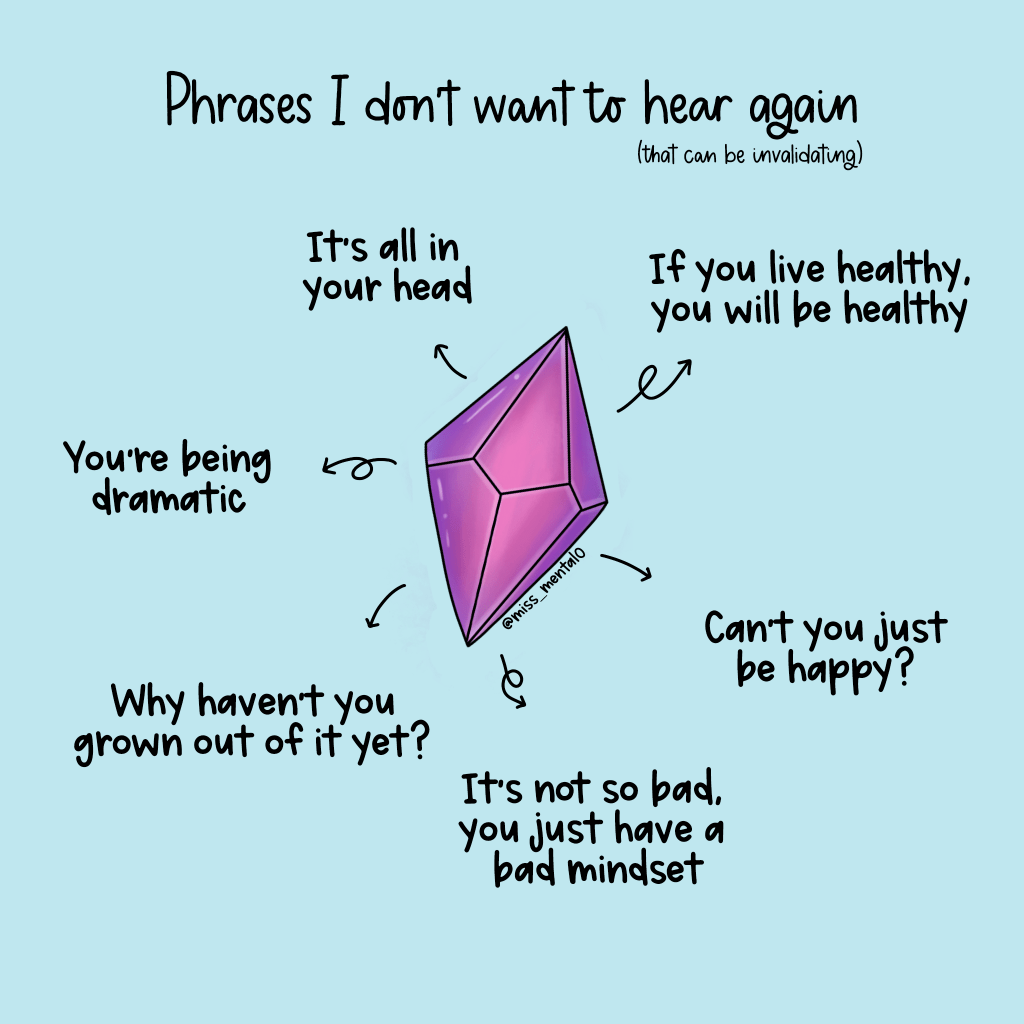 Phrases I don't want to hear again
(that can be invalidating)
It's all in
your head
If you live healthy,
you will be healthy
You're being
dramatic
@miss_mental0
Can't you just
be happy?
Why haven't you
grown out of it yet?
It's not so bad,
you just have a
bad mindset